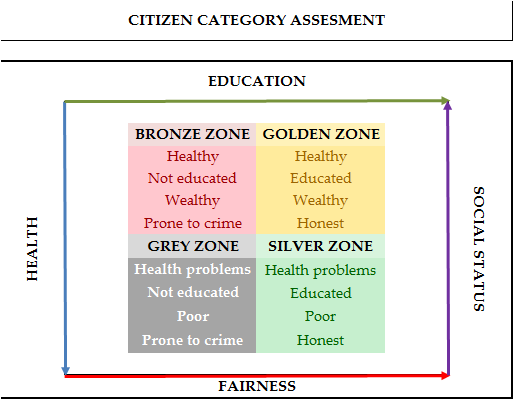 CITIZEN CATEGORY ASSESMENT
EDUCATION
BRONZE ZONE
Healthy
Not educated
Wealthy
Prone to crime
GOLDEN ZONE
Healthy
Educated
Wealthy
Honest
HEALTH
SOCIAL STATUS
GREY ZONE
Health problems
Not educated
Poor
Prone to crime
SILVER ZONE
Health problems
Educated
Poor
Honest
FAIRNESS